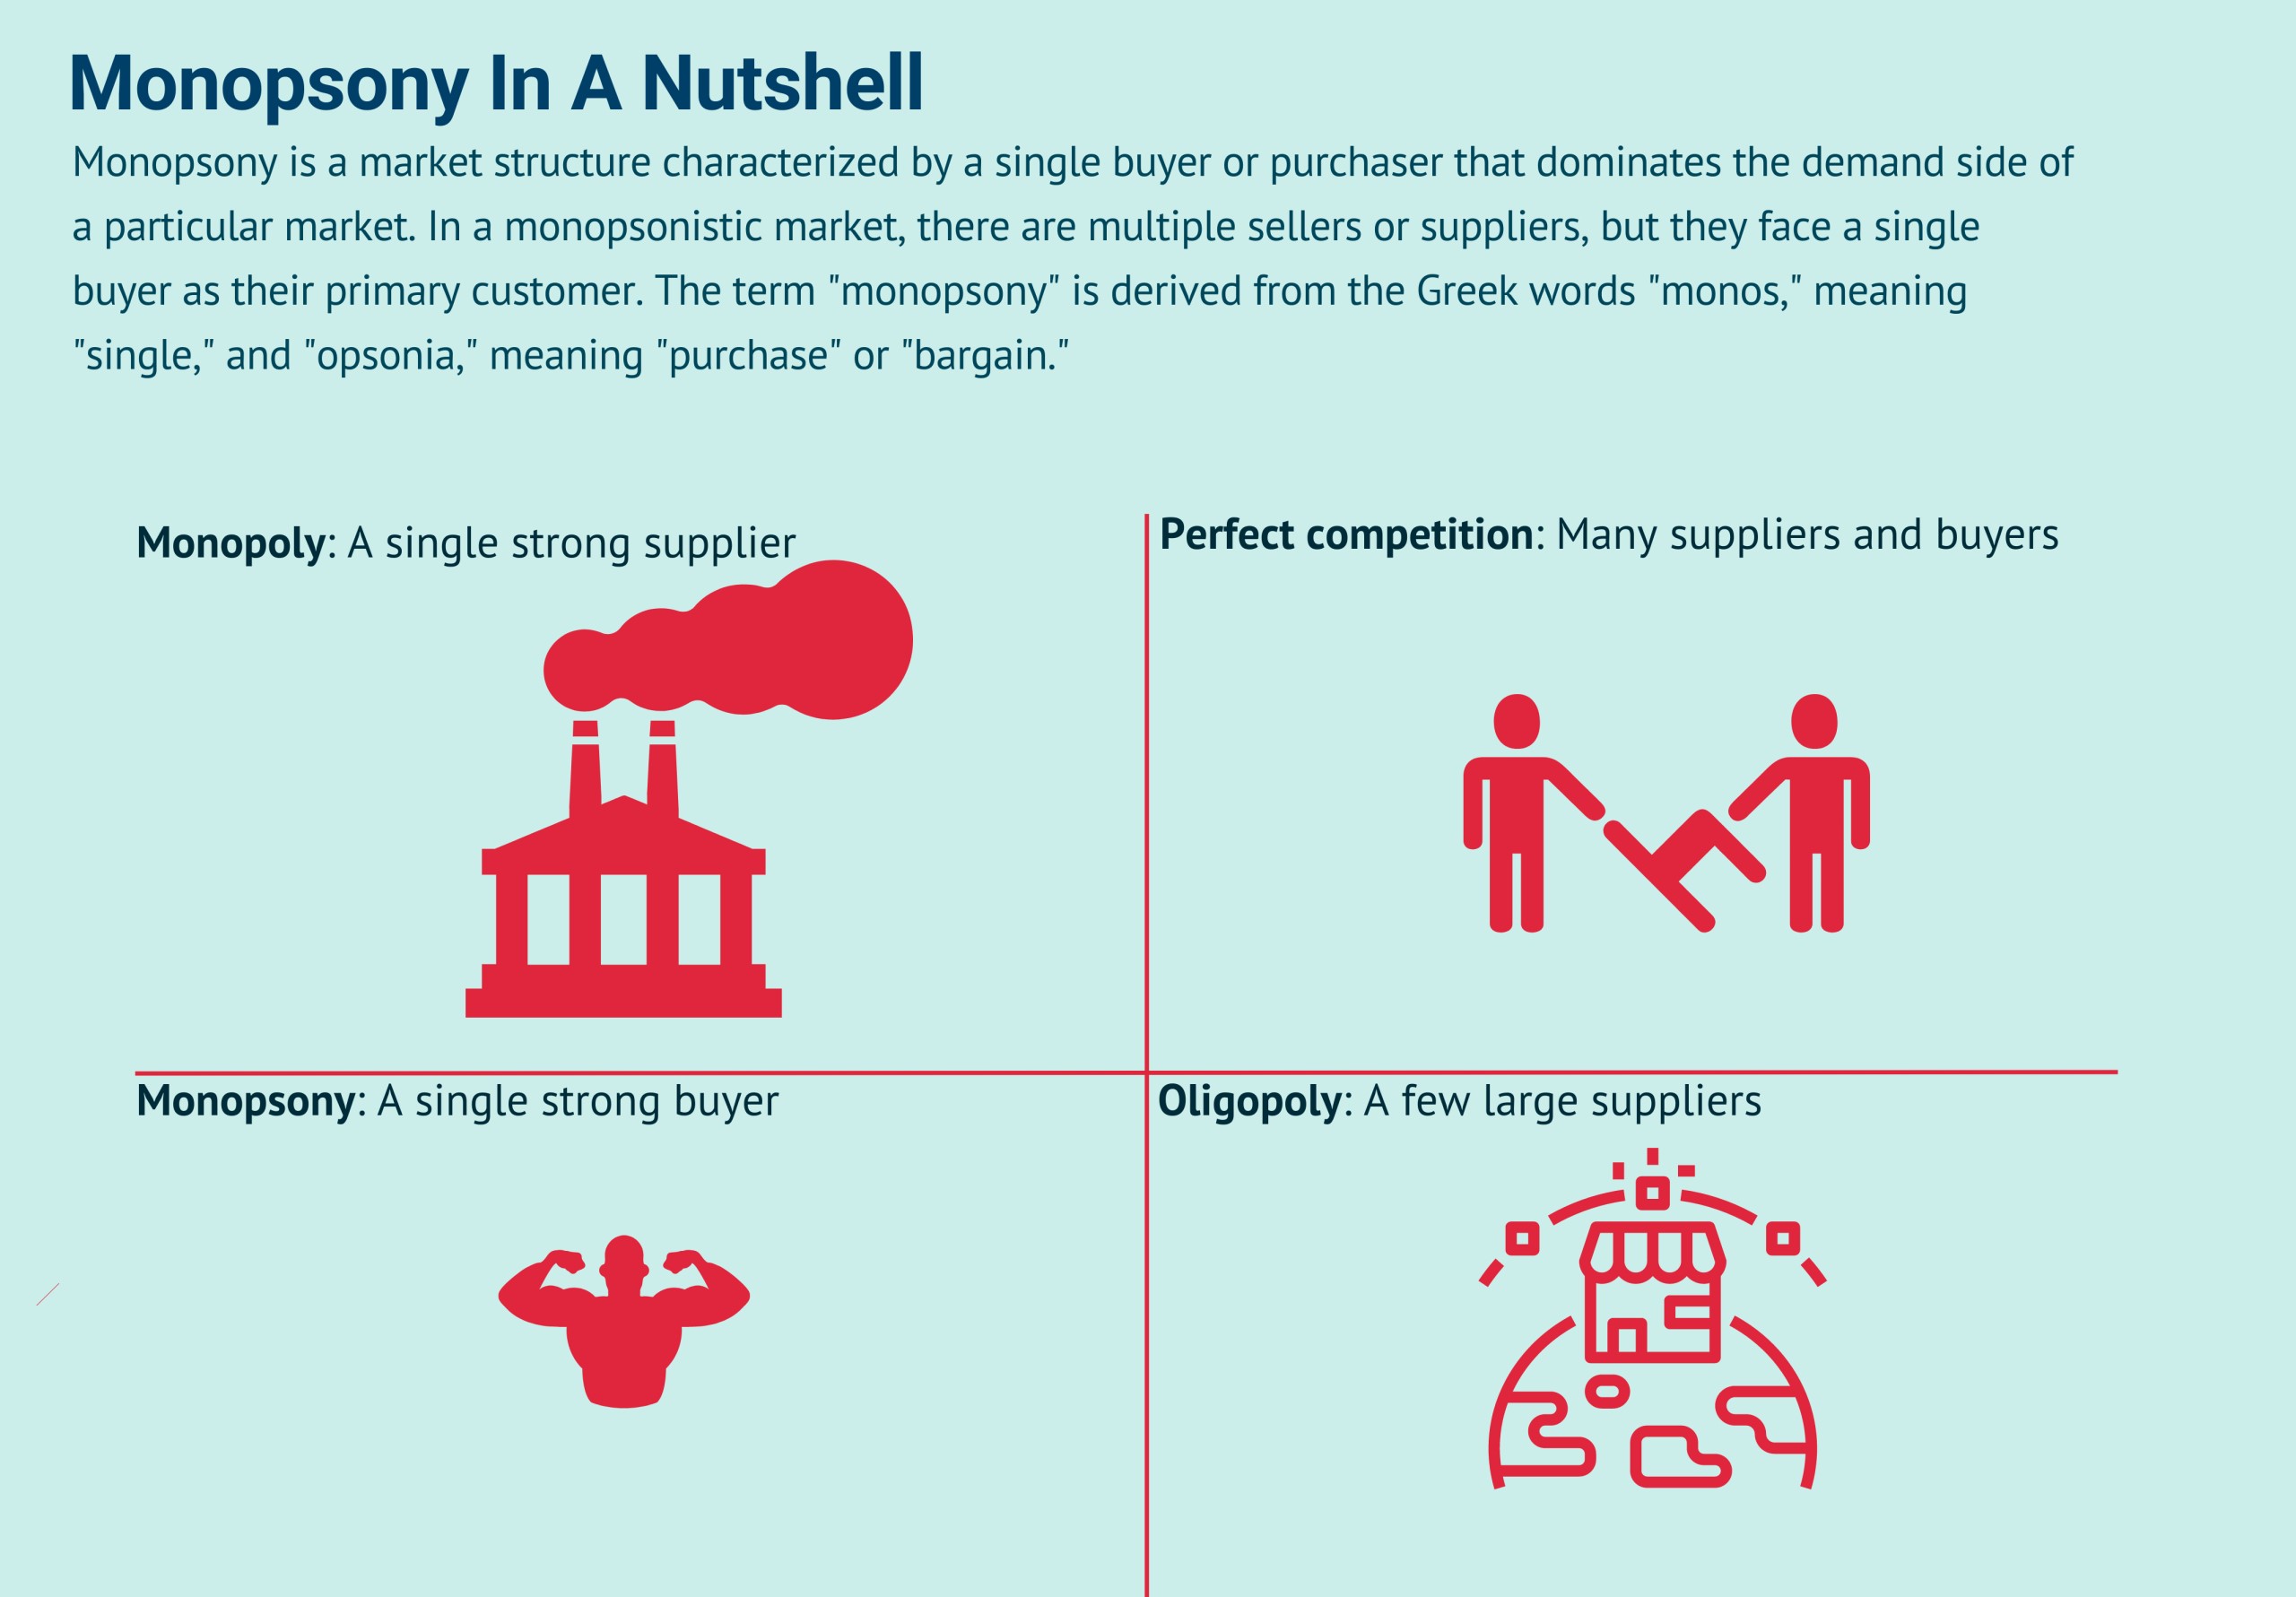 Monopsony In A Nutshell
Monopsony is a market structure characterized by a single buyer or purchaser that dominates the demand side of
a particular market. In a monopsonistic market, there are multiple sellers or suppliers, but they face a single
buyer as their primary customer. The term "monopsony" is derived from the Greek words "monos," meaning
"single," and "opsonia," meaning "purchase" or "bargain."
Monopoly: A single strong supplier
Perfect competition: Many suppliers and buyers
Monopsony: A single strong buyer
Oligopoly: A few large suppliers